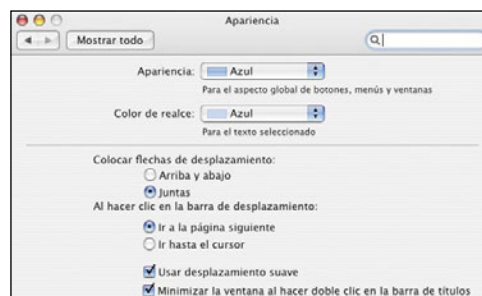 Apariencia
Mostrar todo
Apariencia: Azul
Para el aspecto global de botones, menús y ventanas
Color de realce: Azul
Para el texto seleccionado
Colocar flechas de desplazamiento:
Arriba y abajo
Juntas
Al hacer clic en la barra de desplazamiento:
Ir a la página siguiente
Ir hasta el cursor
Usar desplazamiento suave
Minimizar la ventana al hacer doble clic en la barra de títulos